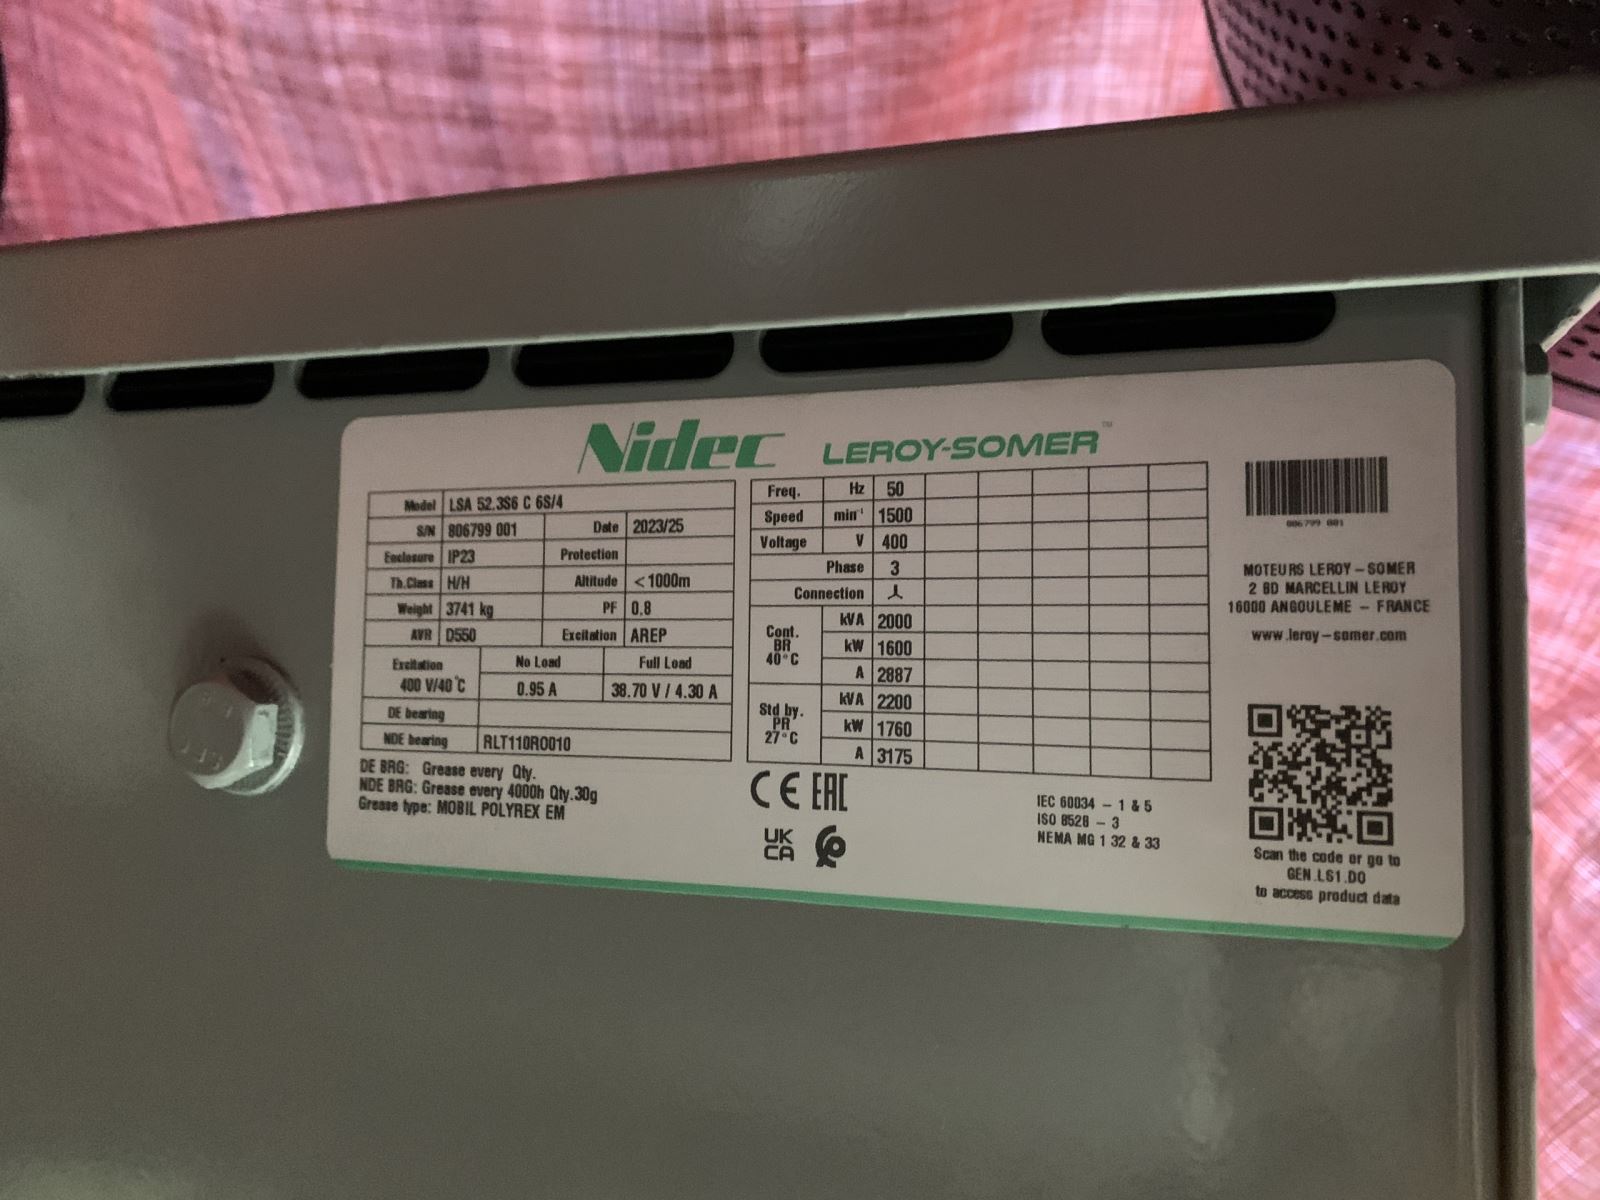 Nidec LEROY-SOMER™
Model LSA 52.3S6 C 6S/4
S/N 806799 001 Date 2023/25
Enclosure IP23 Protection
Th.Class H/H Altitude <1000m
Weight 3741 kg PF 0.8
AVR D550 Excitation AREP
Excitation 400 V/40°C No Load Full Load
0.95 A 38.70 V / 4.30 A
DE bearing
NDE bearing RLT110RO010
DE BRG: Grease every Qty.
NDE BRG: Grease every 4000h Qty.30g
Grease type: MOBIL POLYREX EM
Freq. Hz 50
Speed min⁻¹ 1500
Voltage V 400
Phase 3
Connection
Cont. BR 40°C
kVA 2000
kW 1600
A 2887
Std by. PR 27°C
kVA 2200
kW 1760
A 3175
CE EAC
UK
CA
IEC 60034 - 1 & 5
ISO 8528 - 3
NEMA MG 1 32 & 33
806799 001
MOTEURS LEROY-SOMER
2 BD MARCELLIN LEROY
16000 ANGOULEME - FRANCE
www.leroy-somer.com
Scan the code or go to
GEN.LS1.DO
to access product data